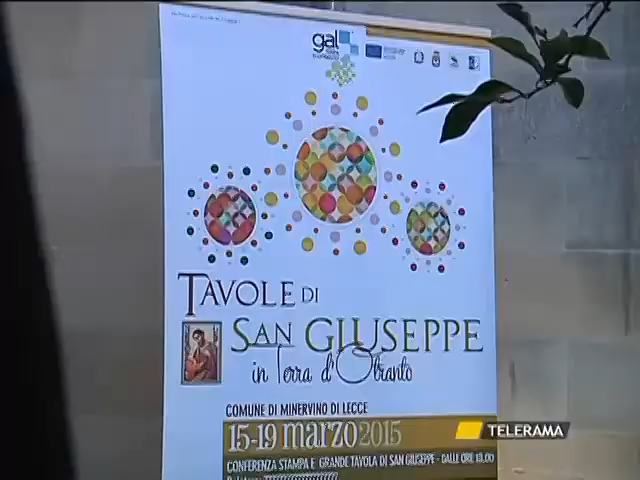 gal
TAVOLE DI
SAN GIUSEPPE
in Terra d'Otranto
COMUNE DI MINERVINO DI LECCE
15-19 marzo 2015
TELERAMA
CONFERENZA STAMPA E GRANDE TAVOLA DI SAN GIUSEPPE - DALLE ORE 18.00